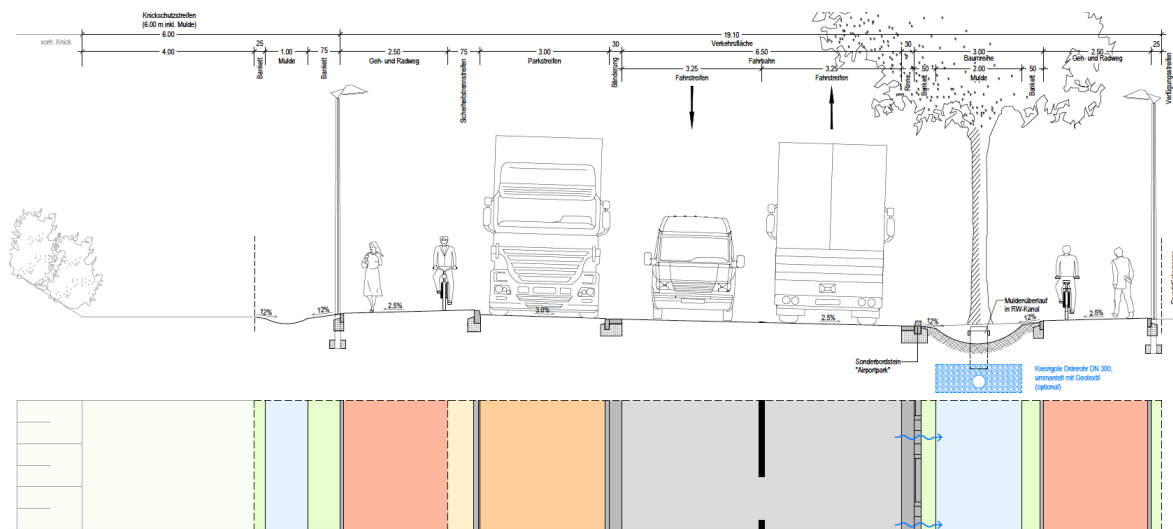 Knickschutzstreifen
(6.00 m inkl. Mulde)
6.00
19.10
Verkehrsfläche
vorh. Knick
4.00
25
Bankett
1.00
Mulde
75
Bankett
2.50
Geh- und Radweg
75
Sicherheitstrennstreifen
3.00
Parkstreifen
30
Blinderung
6.50
Fahrbahn
3.25
Fahrstreifen
3.25
Fahrstreifen
30
Rinne
3.00
Baumreihe
50
Bankett
2.00
Mulde
50
Bankett
2.50
Geh- und Radweg
25
Verfügungsstreifen
12%
12%
2.5%
3.0%
2.5%
12%
12%
2.5%
Muldenüberlauf
in RW-Kanal
Sonderbordstein
"Airportpark"
Kiesrigole Dränrohr DN 300,
ummantelt mit Geotextil
(optional)